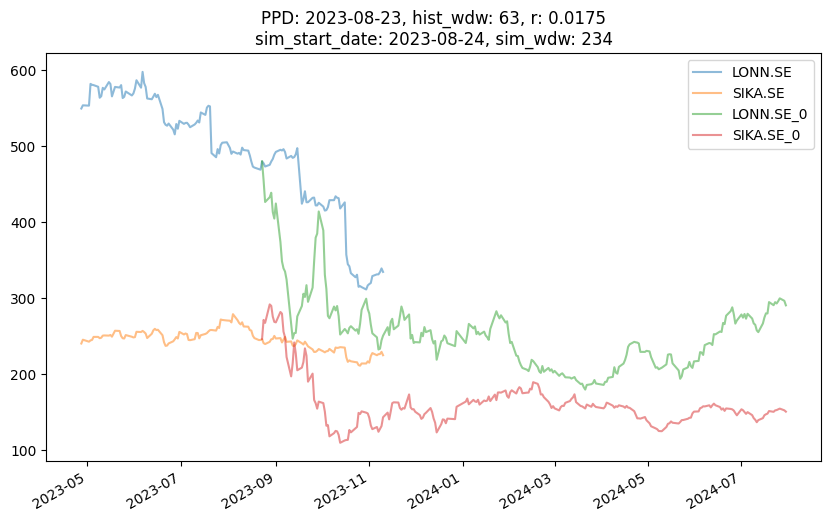 PPD: 2023-08-23, hist_wdw: 63, r: 0.0175
sim_start_date: 2023-08-24, sim_wdw: 234
LONN.SE
SIKA.SE
LONN.SE_0
SIKA.SE_0
600
500
400
300
200
100
2023-05
2023-07
2023-09
2023-11
2024-01
2024-03
2024-05
2024-07